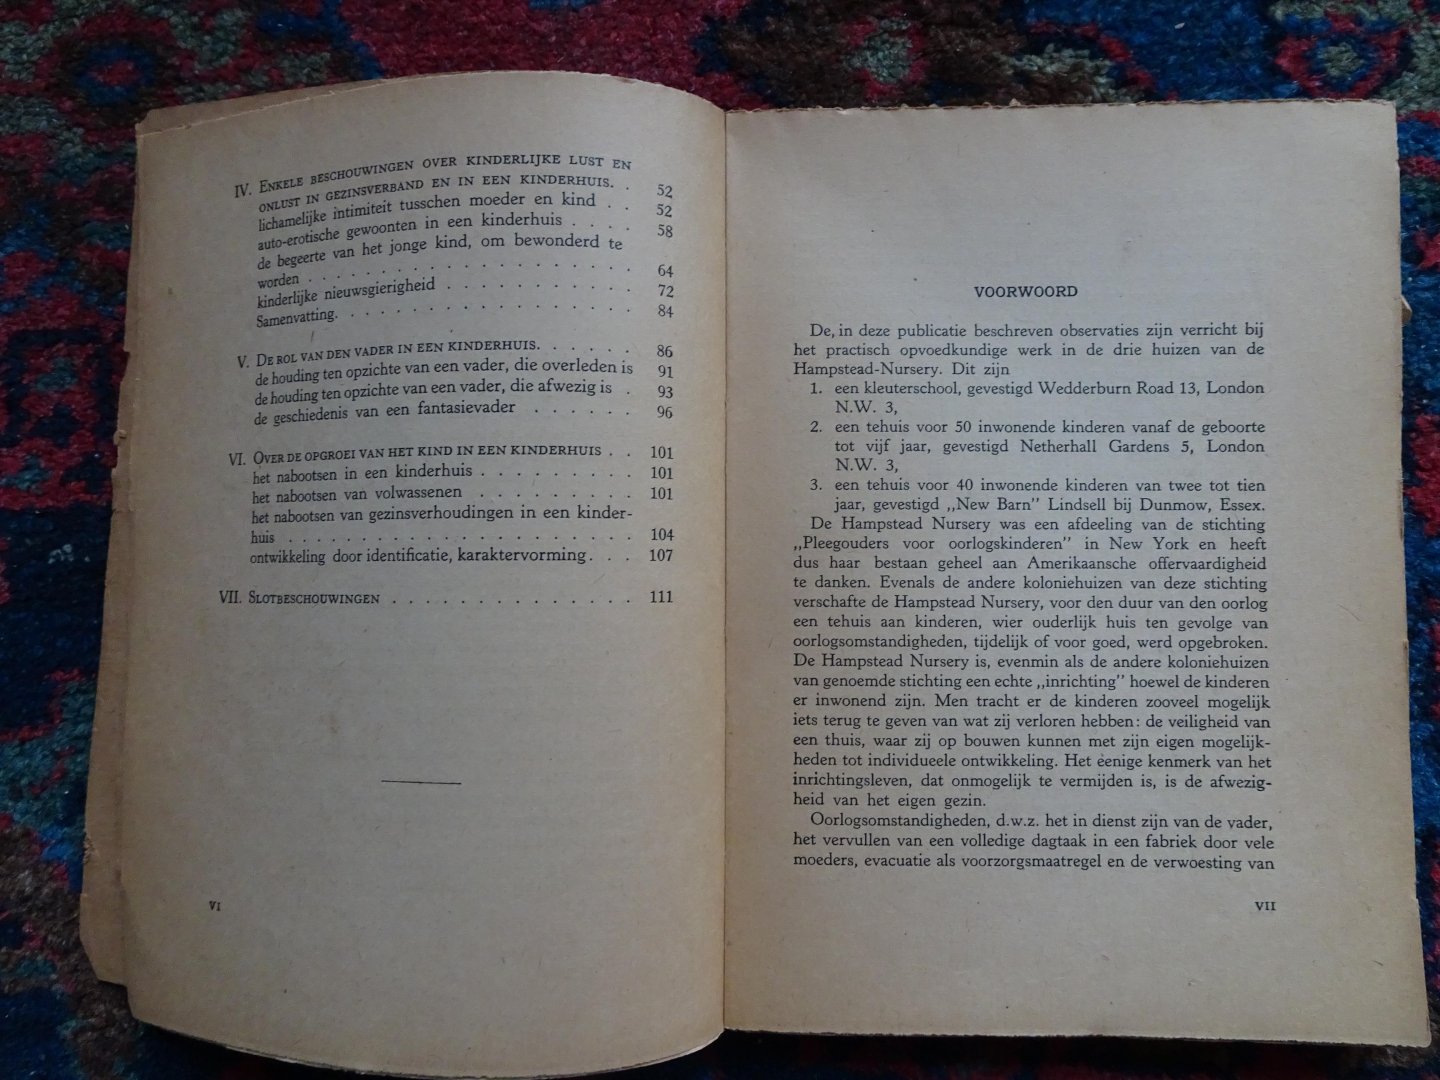 IV. Enkele beschouwingen over kinderlijke lust en
onlust in gezinsverband en in een kinderhuis. . 52
lichamelijke intimiteit tusschen moeder en kind . . 52
auto-erotische gewoonten in een kinderhuis . . . . 58
de begeerte van het jonge kind, om bewonderd te
worden . . . . . . . . . . . . . . . . . 64
kinderlijke nieuwsgierigheid . . . . . . . . . . 72
Samenvatting. . . . . . . . . . . . . . . . 84
V. De rol van den vader in een kinderhuis. . . . . . 86
de houding ten opzichte van een vader, die overleden is 91
de houding ten opzichte van een vader, die afwezig is . 93
de geschiedenis van een fantasievader . . . . . . 96
VI. Over de opgroei van het kind in een kinderhuis . . 101
het nabootsen in een kinderhuis . . . . . . . . . 101
het nabootsen van volwassenen . . . . . . . . . 101
het nabootsen van gezinsverhoudingen in een kinder-
huis . . . . . . . . . . . . . . . . . . . 104
ontwikkeling door identificatie, karaktervorming. . . 107
VII. Slotbeschouwingen . . . . . . . . . . . . . . 111
VI
VOORWOORD
De, in deze publicatie beschreven observaties zijn verricht bij
het practisch opvoedkundige werk in de drie huizen van de
Hampstead-Nursery. Dit zijn
1. een kleuterschool, gevestigd Wedderburn Road 13, London
N.W. 3,
2. een tehuis voor 50 inwonende kinderen vanaf de geboorte
tot vijf jaar, gevestigd Netherhall Gardens 5, London
N.W. 3,
3. een tehuis voor 40 inwonende kinderen van twee tot tien
jaar, gevestigd „New Barn” Lindsell bij Dunmow, Essex.
De Hampstead Nursery was een afdeeling van de stichting
„Pleegouders voor oorlogskinderen” in New York en heeft
dus haar bestaan geheel aan Amerikaansche offervaardigheid
te danken. Evenals de andere koloniehuizen van deze stichting
verschafte de Hampstead Nursery, voor den duur van den oorlog
een tehuis aan kinderen, wier ouderlijk huis ten gevolge van
oorlogsomstandigheden, tijdelijk of voor goed, werd opgebroken.
De Hampstead Nursery is, evenmin als de andere koloniehuizen
van genoemde stichting een echte „inrichting” hoewel de kinderen
er inwonend zijn. Men tracht er de kinderen zooveel mogelijk
iets terug te geven van wat zij verloren hebben: de veiligheid van
een thuis, waar zij op bouwen kunnen met zijn eigen mogelijk-
heden tot individueele ontwikkeling. Het eenige kenmerk van het
inrichtingsleven, dat onmogelijk te vermijden is, is de afwezig-
heid van het eigen gezin.
Oorlogsomstandigheden, d.w.z. het in dienst zijn van de vader,
het vervullen van een volledige dagtaak in een fabriek door vele
moeders, evacuatie als voorzorgsmaatregel en de verwoesting van
VII